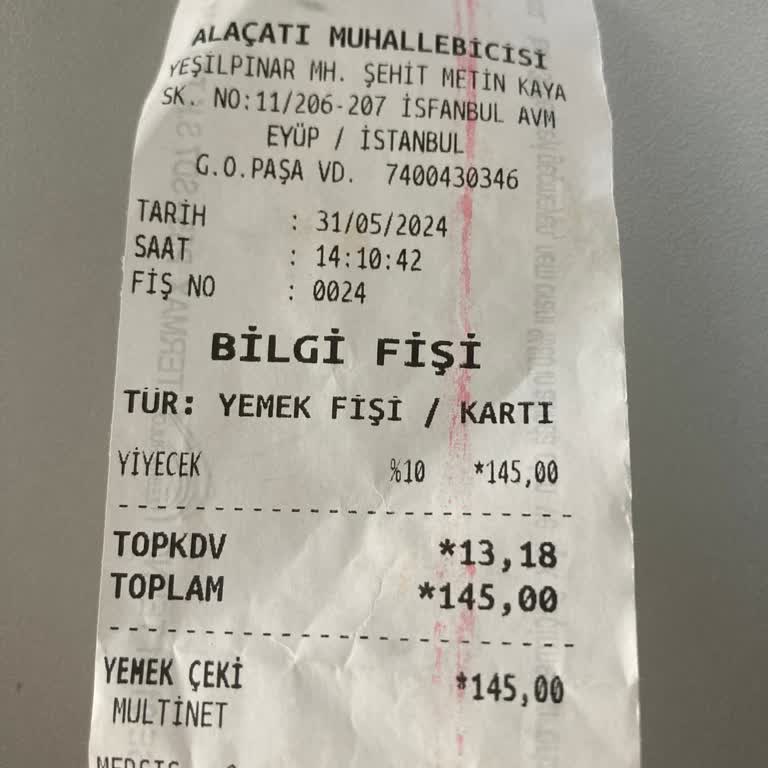 ALAÇATI MUHALLEBİCİSİ
YEŞİLPINAR MH. ŞEHİT METİN KAYA
SK. NO:11/206-207 İSFANBUL AVM
EYÜP / İSTANBUL
G.O.PAŞA VD. 7400430346
TARİH : 31/05/2024
SAAT : 14:10:42
FİŞ NO : 0024
BİLGİ FİŞİ
TÜR: YEMEK FİŞİ / KARTI
YİYECEK %10 *145,00
TOPKDV *13,18
TOPLAM *145,00
YEMEK ÇEKİ *145,00
MULTİNET